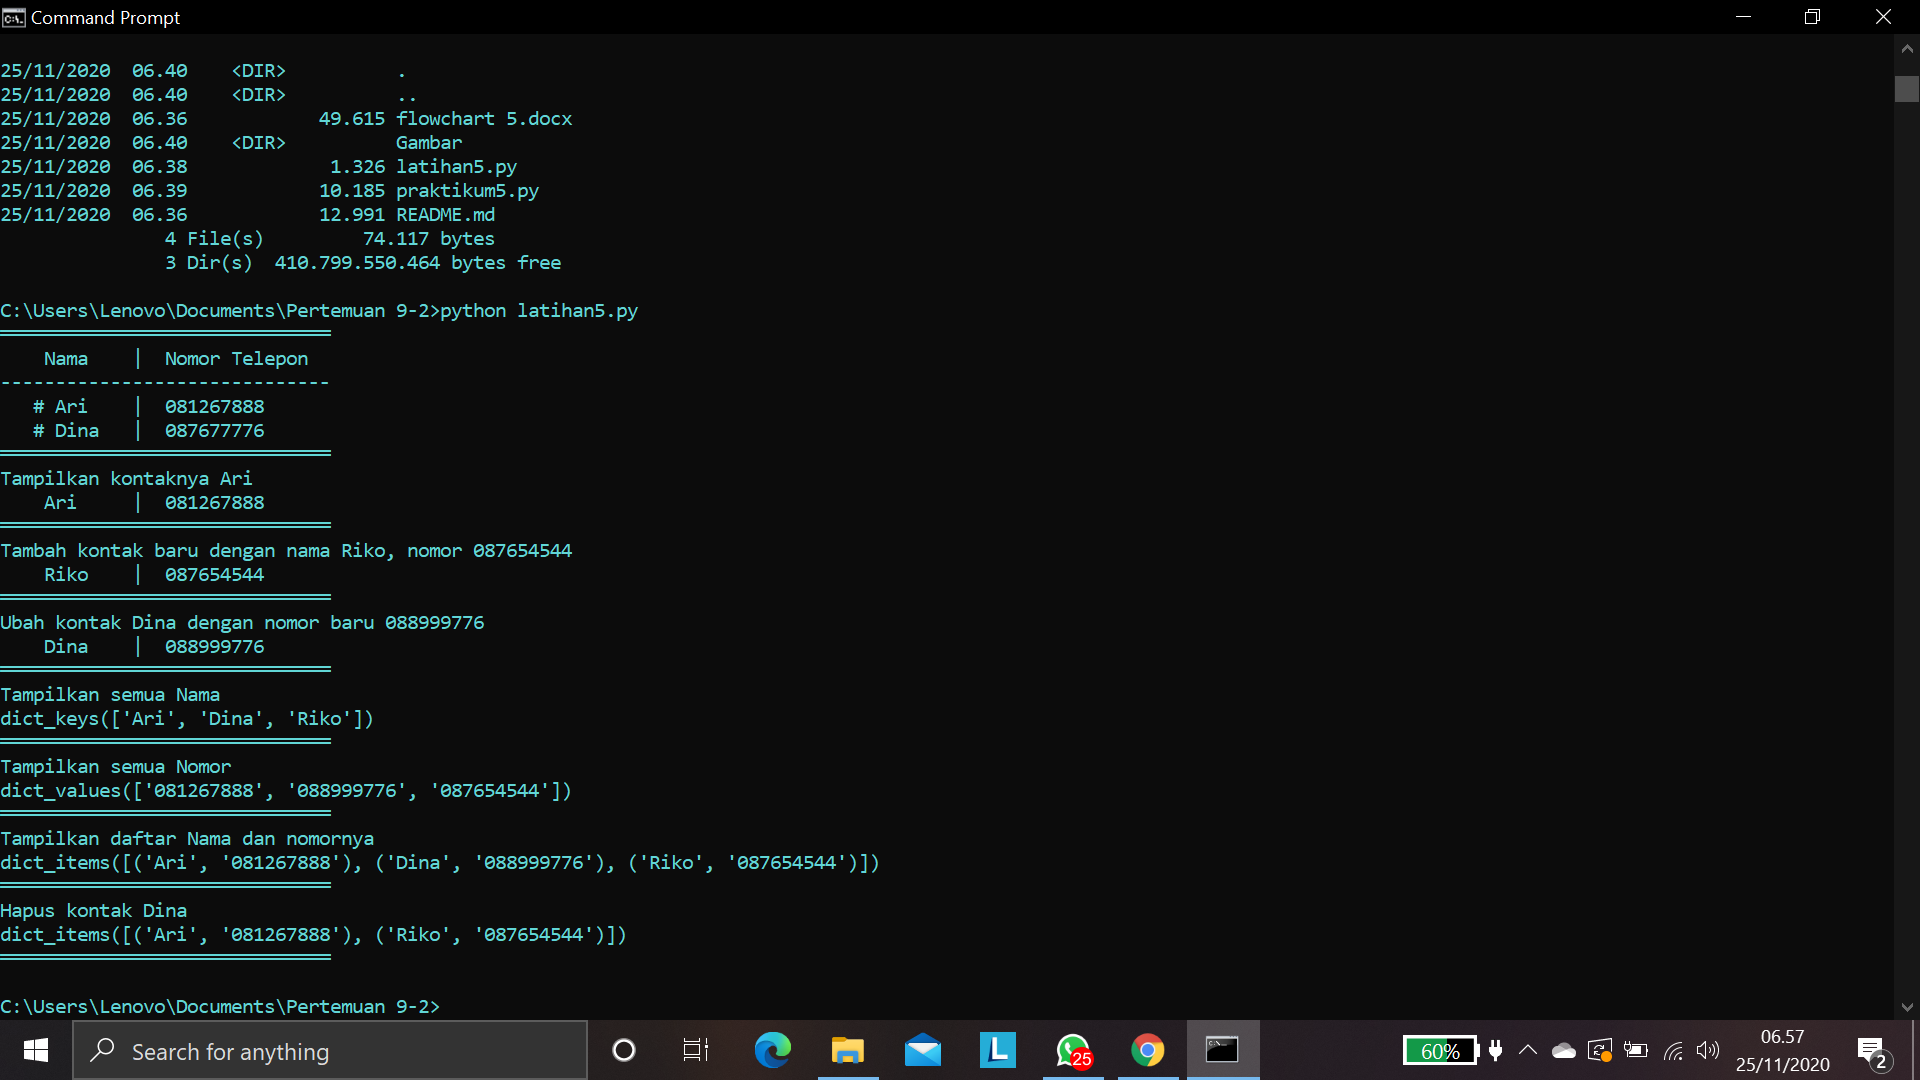 Command Prompt
25/11/2020  06.40    <DIR>          .
25/11/2020  06.40    <DIR>          ..
25/11/2020  06.36            49.615 flowchart 5.docx
25/11/2020  06.40    <DIR>          Gambar
25/11/2020  06.38             1.326 latihan5.py
25/11/2020  06.39            10.185 praktikum5.py
25/11/2020  06.36            12.991 README.md
               4 File(s)         74.117 bytes
               3 Dir(s)  410.799.550.464 bytes free
C:\Users\Lenovo\Documents\Pertemuan 9-2>python latihan5.py
==============================
    Nama    |  Nomor Telepon
------------------------------
   # Ari    |  081267888
   # Dina   |  087677776
==============================
Tampilkan kontaknya Ari
    Ari     |  081267888
==============================
Tambah kontak baru dengan nama Riko, nomor 087654544
    Riko    |  087654544
==============================
Ubah kontak Dina dengan nomor baru 088999776
    Dina    |  088999776
==============================
Tampilkan semua Nama
dict_keys(['Ari', 'Dina', 'Riko'])
==============================
Tampilkan semua Nomor
dict_values(['081267888', '088999776', '087654544'])
==============================
Tampilkan daftar Nama dan nomornya
dict_items([('Ari', '081267888'), ('Dina', '088999776'), ('Riko', '087654544')])
==============================
Hapus kontak Dina
dict_items([('Ari', '081267888'), ('Riko', '087654544')])
==============================
C:\Users\Lenovo\Documents\Pertemuan 9-2>
Search for anything
L
25
60%
06.57
25/11/2020
2